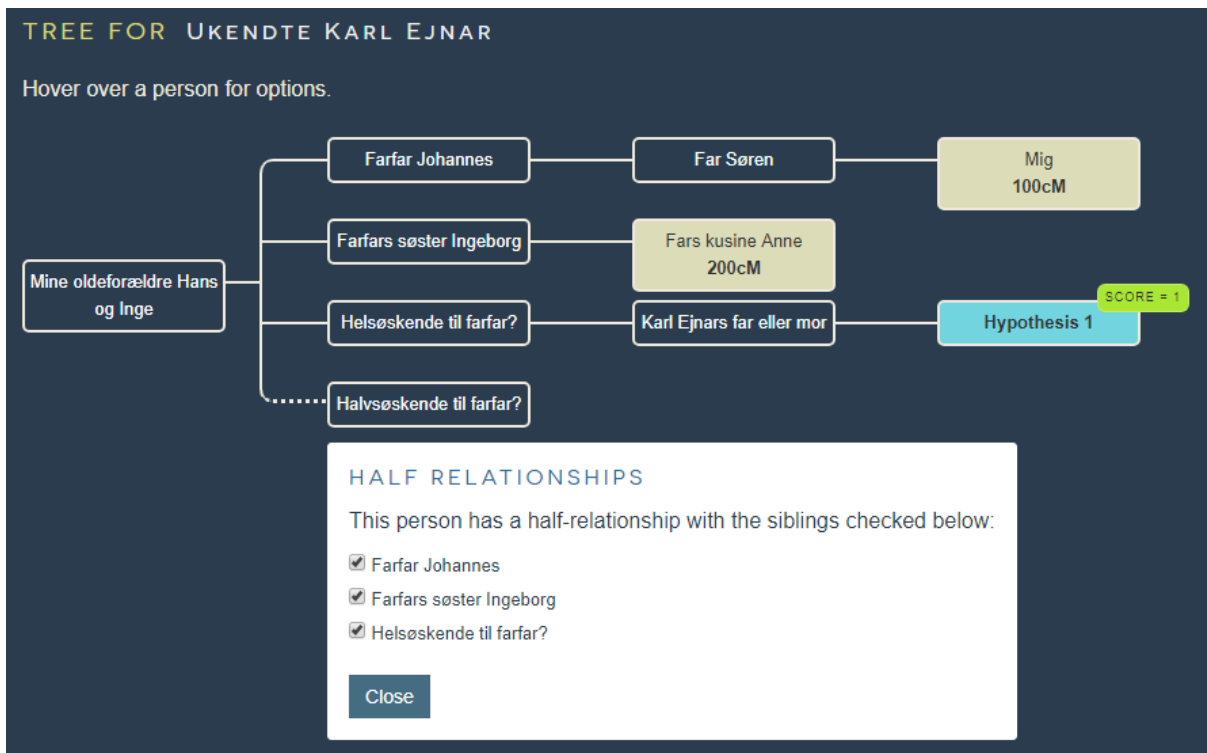 TREE FOR UKENDTE KARL EJNAR
Hover over a person for options.
Farfar Johannes
Far Søren
Mig
100cM
Farfars søster Ingeborg
Fars kusine Anne
200cM
Mine oldeforældre Hans
og Inge
Helsøskende til farfar?
Karl Ejnars far eller mor
Hypothesis 1
SCORE = 1
Halvsøskende til farfar?
HALF RELATIONSHIPS
This person has a half-relationship with the siblings checked below:
Farfar Johannes
Farfars søster Ingeborg
Helsøskende til farfar?
Close